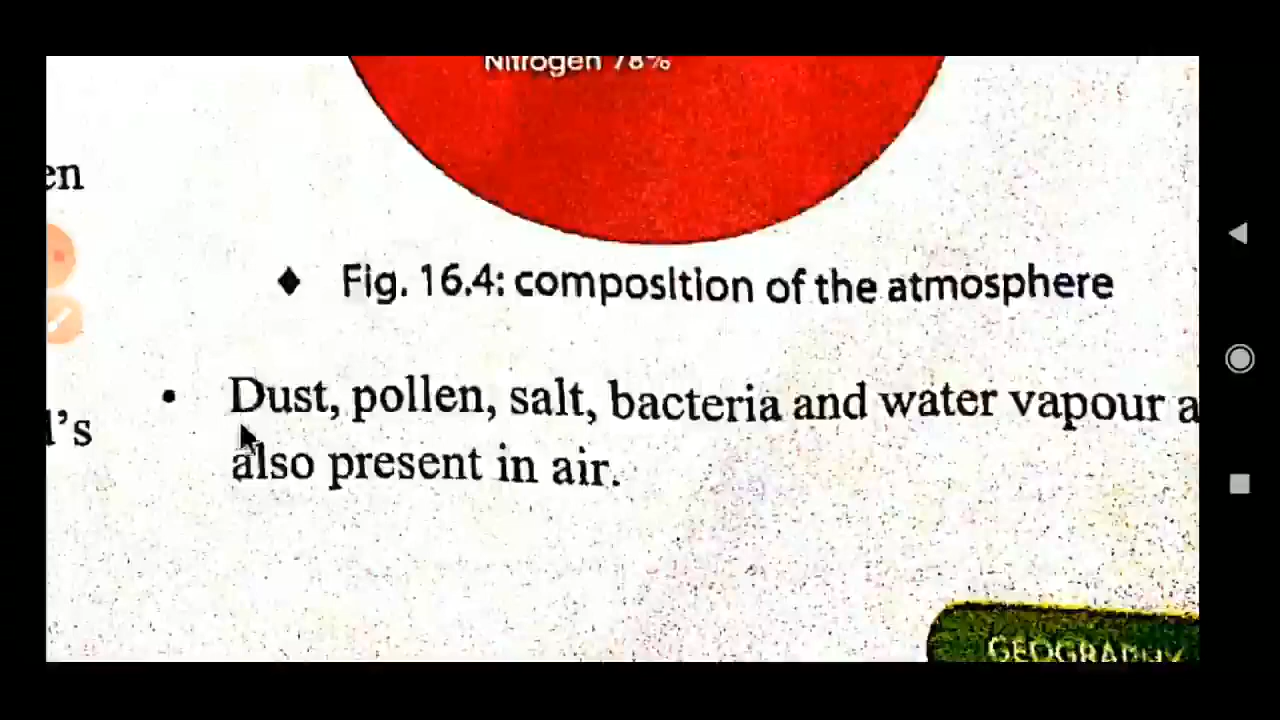 Nitrogen 78%
en
Fig. 16.4: composition of the atmosphere
Dust, pollen, salt, bacteria and water vapour a
l's
also present in air.
GEOGRAPHY